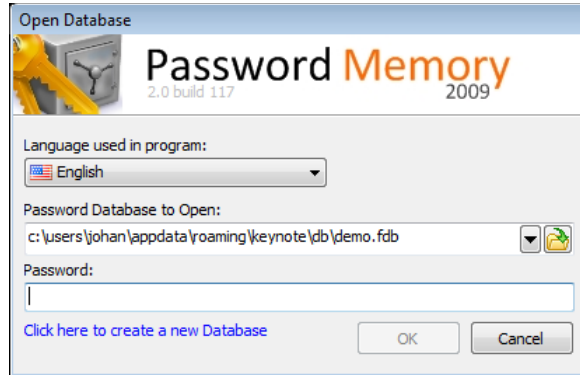 Open Database
Password Memory
2.0 build 117
2009
Language used in program:
English
Password Database to Open:
c:\users\johan\appdata\roaming\keynote\db\demo.fdb
Password:
Click here to create a new Database
OK
Cancel